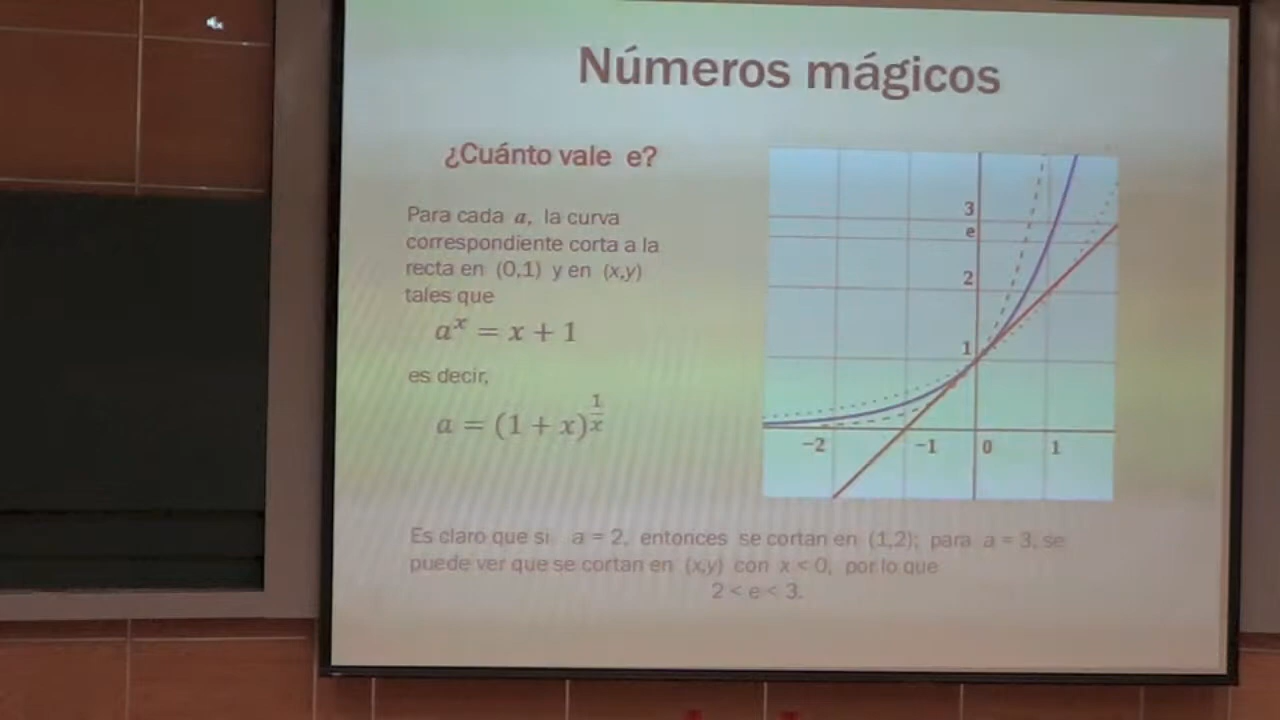 Números mágicos
¿Cuánto vale e?
Para cada a, la curva
correspondiente corta a la
recta en (0,1) y en (x,y)
tales que
a^x = x + 1
es decir,
a = (1 + x)^{1/x}
3
e
2
1
−2
−1
0
1
Es claro que si a = 2, entonces se cortan en (1,2); para a = 3, se
puede ver que se cortan en (x,y) con x < 0, por lo que
2 < e < 3.